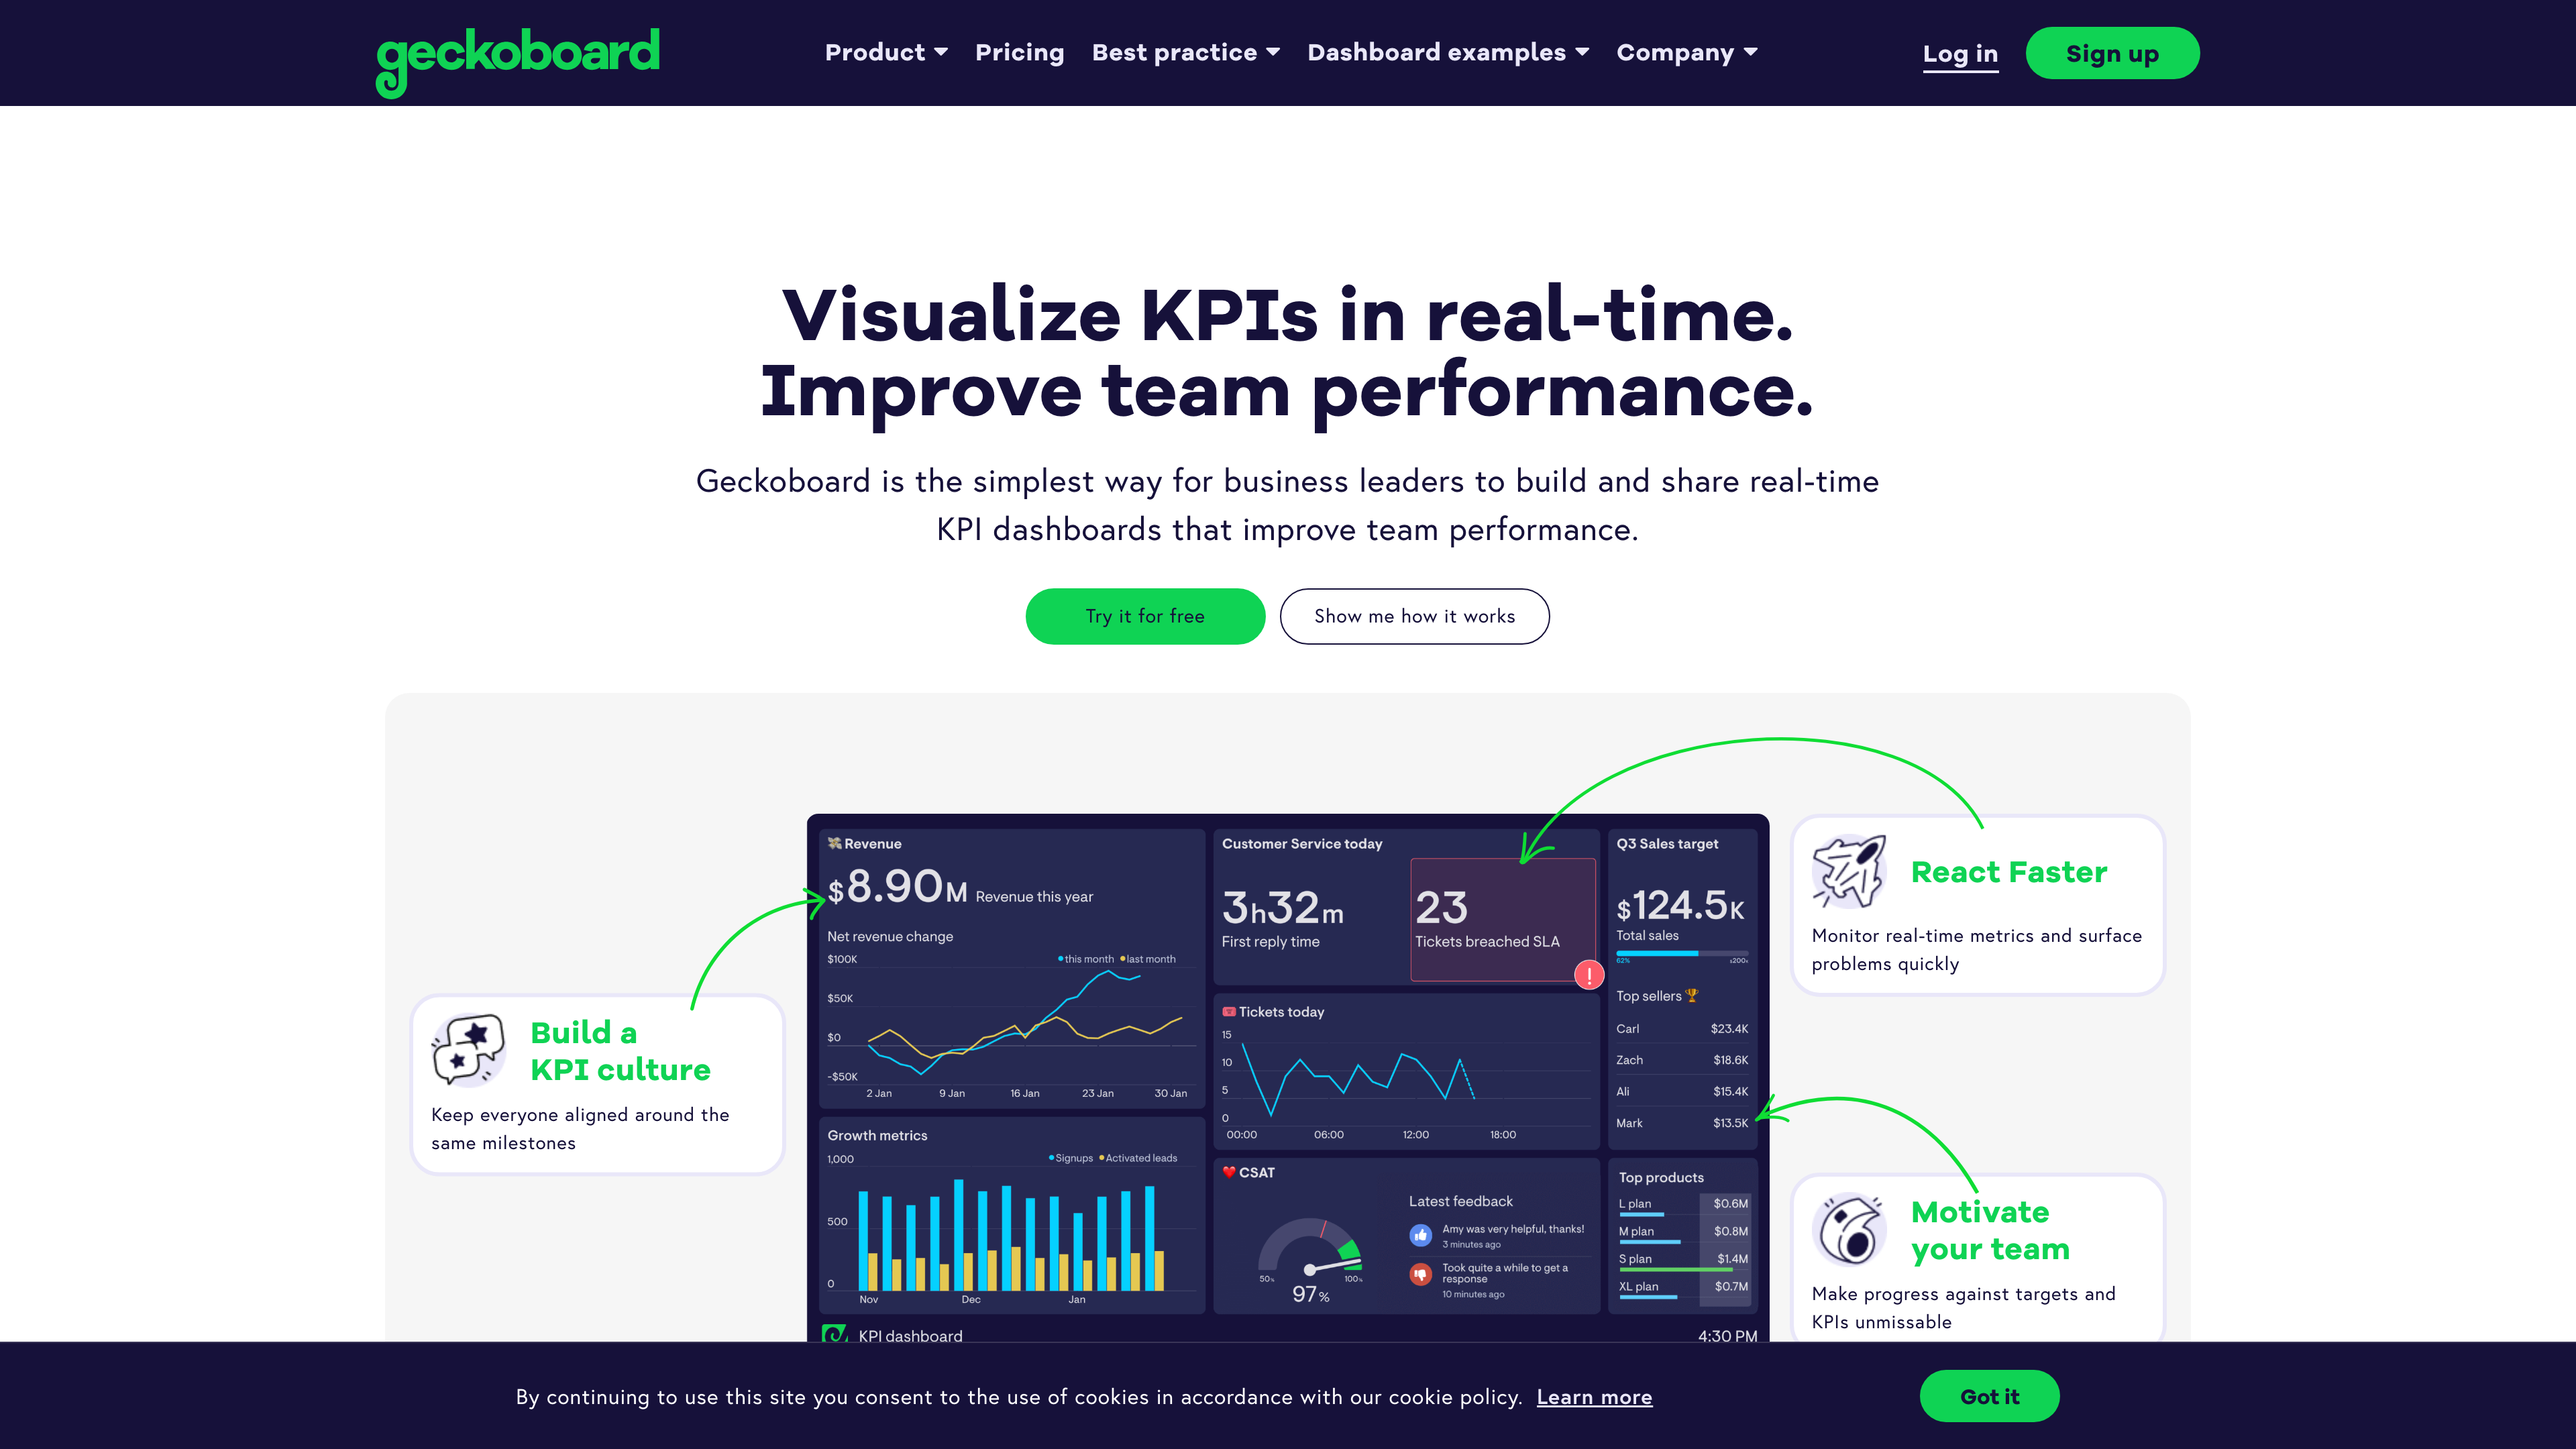 geckoboard
Product
Pricing
Best practice
Dashboard examples
Company
Log in
Sign up
Visualize KPIs in real-time.
Improve team performance.
Geckoboard is the simplest way for business leaders to build and share real-time
KPI dashboards that improve team performance.
Try it for free
Show me how it works
Build a
KPI culture
Keep everyone aligned around the
same milestones
Revenue
$8.90M Revenue this year
Net revenue change
this month last month
$100K
$50K
$0
-$50K
2 Jan 9 Jan 16 Jan 23 Jan 30 Jan
Growth metrics
Signups Activated leads
1,000
500
0
Nov Dec Jan
Customer Service today
3h32m
First reply time
23
Tickets breached SLA
!
Tickets today
15
10
5
0
00:00 06:00 12:00 18:00
CSAT
50%
100%
97%
Latest feedback
Amy was very helpful, thanks!
3 minutes ago
Took quite a while to get a
response
10 minutes ago
Q3 Sales target
$124.5K
Total sales
62%
Top sellers
Carl $23.4K
Zach $18.6K
Ali $15.4K
Mark $13.5K
Top products
L plan $0.6M
M plan $0.8M
S plan $1.4M
XL plan $0.7M
KPI dashboard
4:30 PM
React Faster
Monitor real-time metrics and surface
problems quickly
Motivate
your team
Make progress against targets and
KPIs unmissable
By continuing to use this site you consent to the use of cookies in accordance with our cookie policy. Learn more
Got it